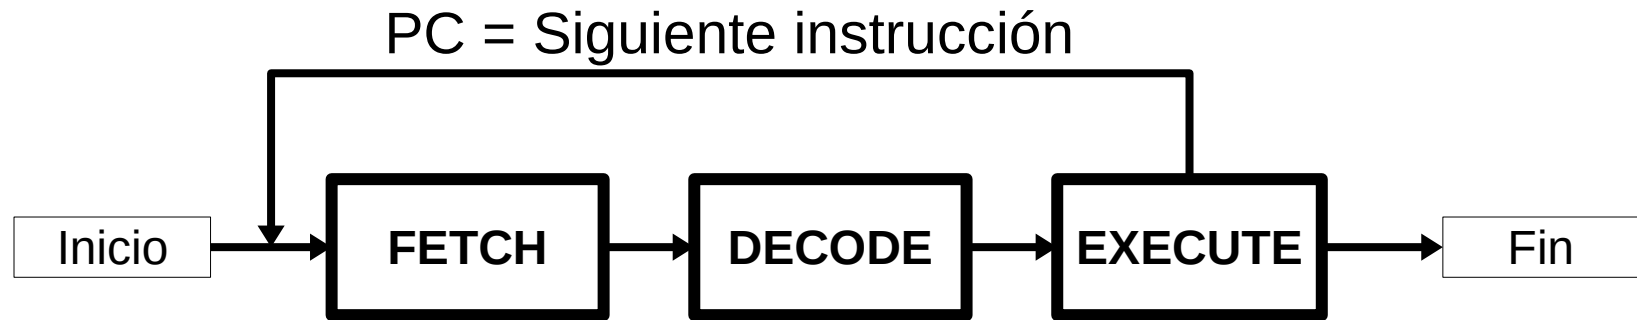 PC = Siguiente instrucción
Inicio
FETCH
DECODE
EXECUTE
Fin